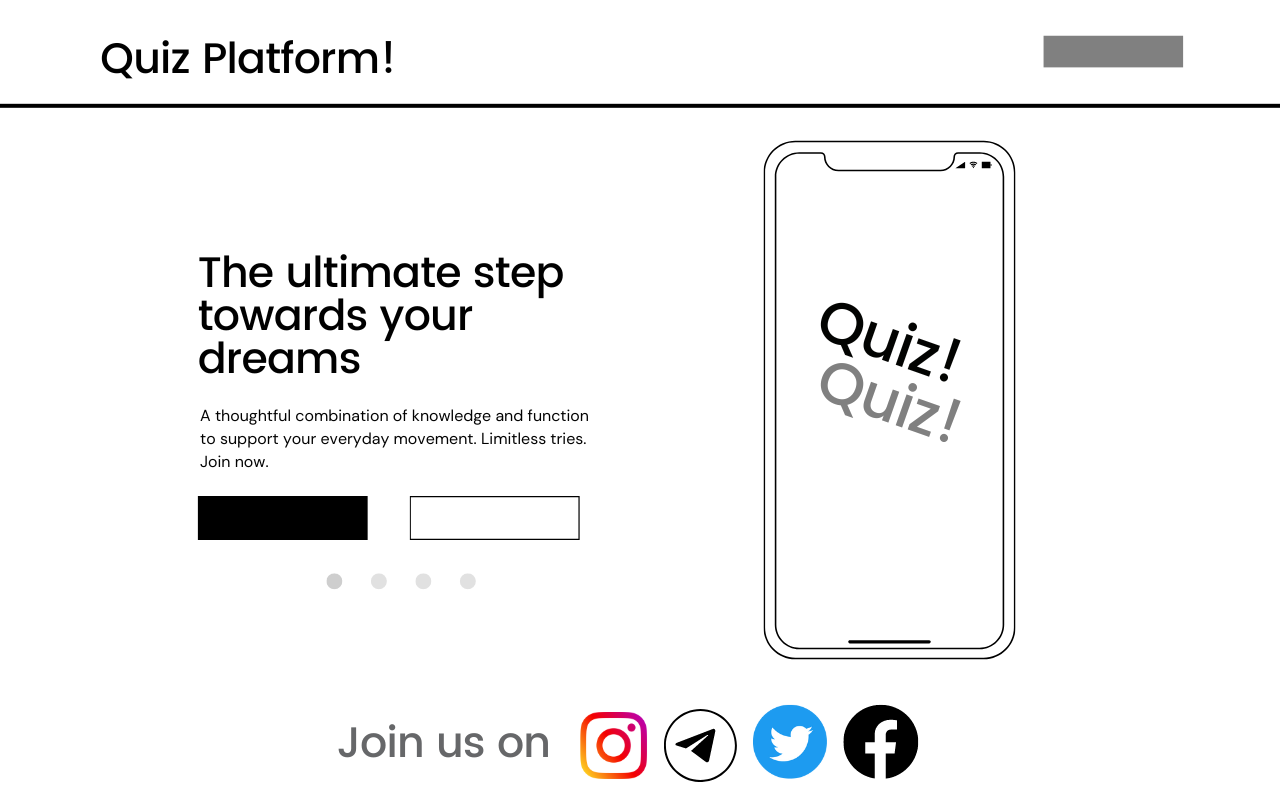 Quiz Platform!
The ultimate step
towards your
dreams
A thoughtful combination of knowledge and function
to support your everyday movement. Limitless tries.
Join now.
Quiz!
Quiz!
Join us on